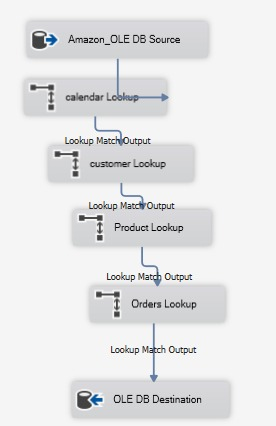 Amazon_OLE DB Source
calendar Lookup
Lookup Match Output
customer Lookup
Lookup Match Output
Product Lookup
Lookup Match Output
Orders Lookup
Lookup Match Output
OLE DB Destination